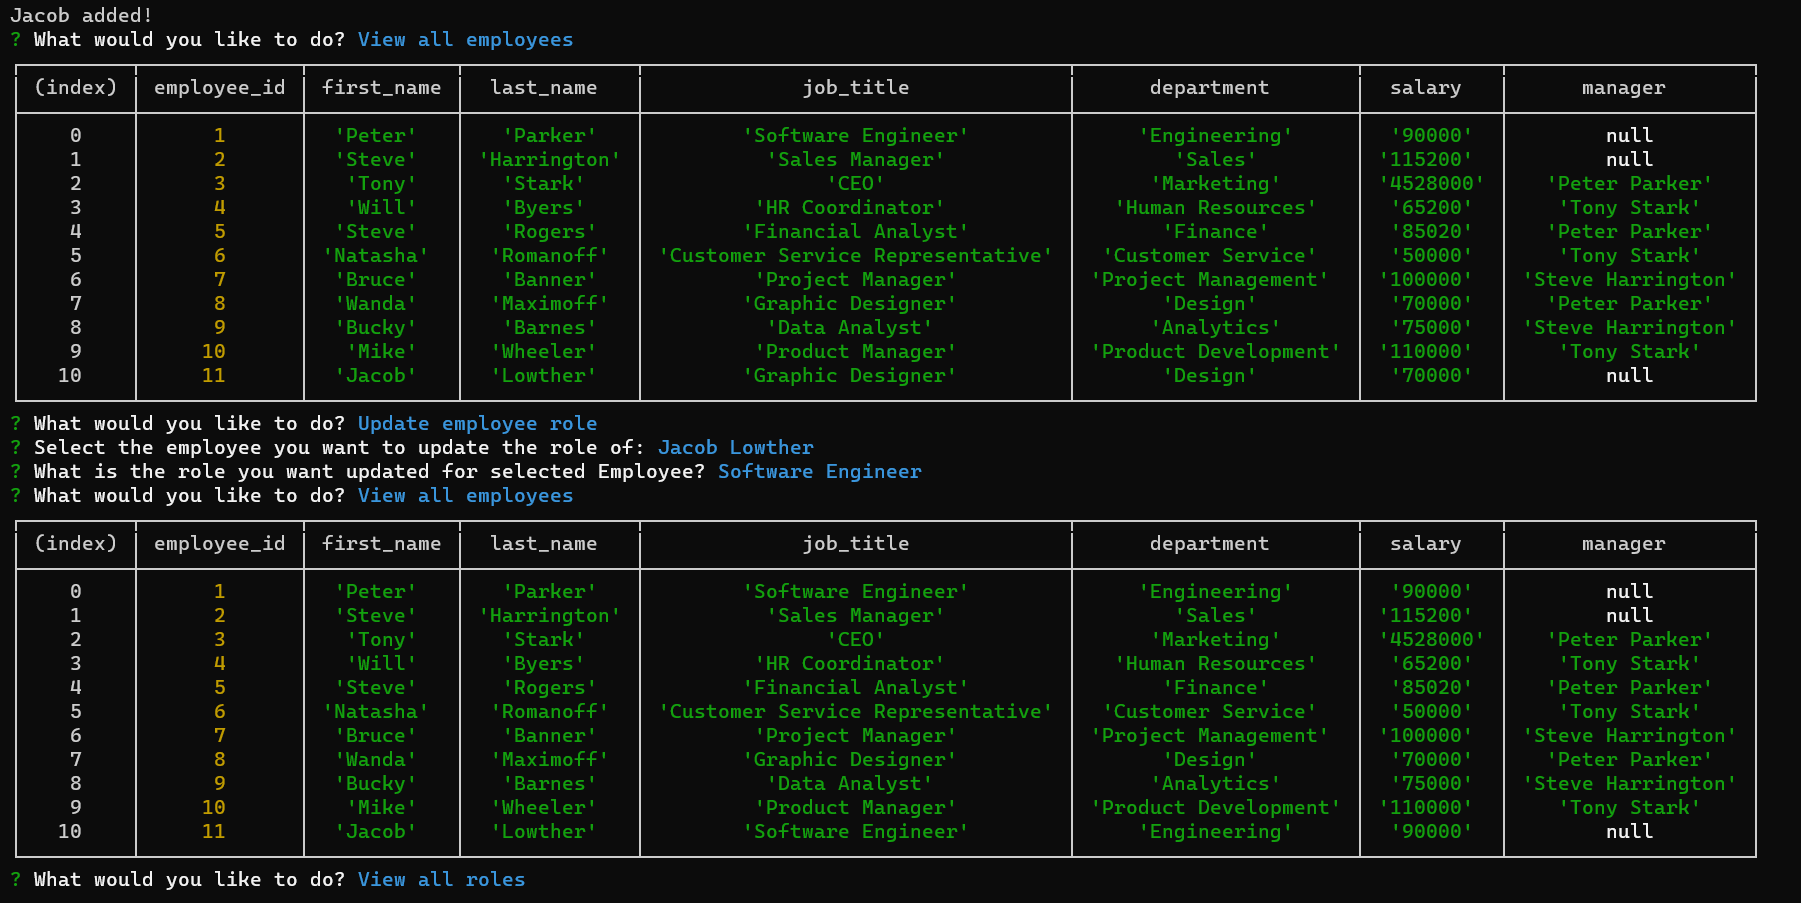 Jacob added!
? What would you like to do? View all employees
(index) employee_id first_name last_name job_title department salary manager
0 1 'Peter' 'Parker' 'Software Engineer' 'Engineering' '90000' null
1 2 'Steve' 'Harrington' 'Sales Manager' 'Sales' '115200' null
2 3 'Tony' 'Stark' 'CEO' 'Marketing' '4528000' 'Peter Parker'
3 4 'Will' 'Byers' 'HR Coordinator' 'Human Resources' '65200' 'Tony Stark'
4 5 'Steve' 'Rogers' 'Financial Analyst' 'Finance' '85020' 'Peter Parker'
5 6 'Natasha' 'Romanoff' 'Customer Service Representative' 'Customer Service' '50000' 'Tony Stark'
6 7 'Bruce' 'Banner' 'Project Manager' 'Project Management' '100000' 'Steve Harrington'
7 8 'Wanda' 'Maximoff' 'Graphic Designer' 'Design' '70000' 'Peter Parker'
8 9 'Bucky' 'Barnes' 'Data Analyst' 'Analytics' '75000' 'Steve Harrington'
9 10 'Mike' 'Wheeler' 'Product Manager' 'Product Development' '110000' 'Tony Stark'
10 11 'Jacob' 'Lowther' 'Graphic Designer' 'Design' '70000' null
? What would you like to do? Update employee role
? Select the employee you want to update the role of: Jacob Lowther
? What is the role you want updated for selected Employee? Software Engineer
? What would you like to do? View all employees
(index) employee_id first_name last_name job_title department salary manager
0 1 'Peter' 'Parker' 'Software Engineer' 'Engineering' '90000' null
1 2 'Steve' 'Harrington' 'Sales Manager' 'Sales' '115200' null
2 3 'Tony' 'Stark' 'CEO' 'Marketing' '4528000' 'Peter Parker'
3 4 'Will' 'Byers' 'HR Coordinator' 'Human Resources' '65200' 'Tony Stark'
4 5 'Steve' 'Rogers' 'Financial Analyst' 'Finance' '85020' 'Peter Parker'
5 6 'Natasha' 'Romanoff' 'Customer Service Representative' 'Customer Service' '50000' 'Tony Stark'
6 7 'Bruce' 'Banner' 'Project Manager' 'Project Management' '100000' 'Steve Harrington'
7 8 'Wanda' 'Maximoff' 'Graphic Designer' 'Design' '70000' 'Peter Parker'
8 9 'Bucky' 'Barnes' 'Data Analyst' 'Analytics' '75000' 'Steve Harrington'
9 10 'Mike' 'Wheeler' 'Product Manager' 'Product Development' '110000' 'Tony Stark'
10 11 'Jacob' 'Lowther' 'Software Engineer' 'Engineering' '90000' null
? What would you like to do? View all roles